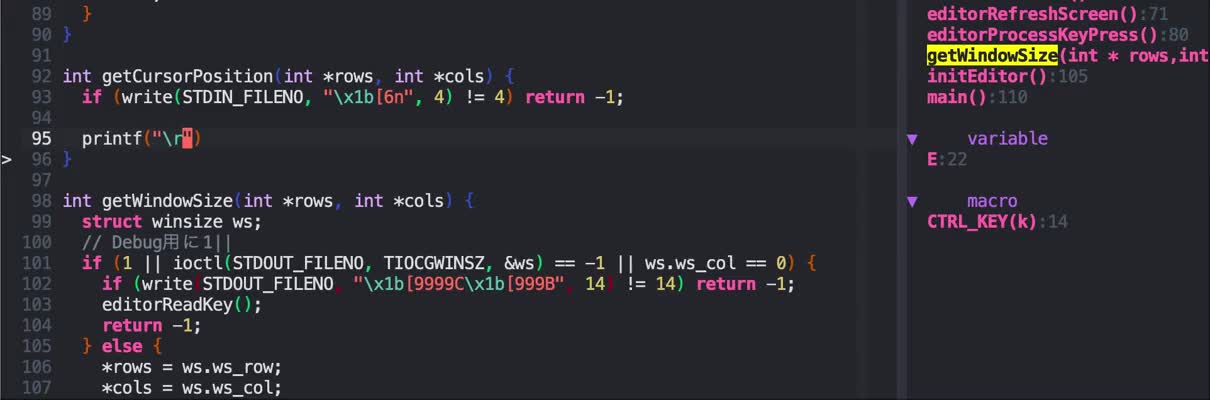 89     }
90 }
91
92 int getCursorPosition(int *rows, int *cols) {
93   if (write(STDIN_FILENO, "\x1b[6n", 4) != 4) return -1;
94
95   printf("\r")
> 96 }
97
98 int getWindowSize(int *rows, int *cols) {
99   struct winsize ws;
100   // Debug用に1||
101   if (1 || ioctl(STDOUT_FILENO, TIOCGWINSZ, &ws) == -1 || ws.ws_col == 0) {
102     if (write(STDOUT_FILENO, "\x1b[9999C\x1b[999B", 14) != 14) return -1;
103     editorReadKey();
104     return -1;
105   } else {
106     *rows = ws.ws_row;
107     *cols = ws.ws_col;
editorRefreshScreen():71
editorProcessKeyPress():80
getWindowSize(int * rows,int
initEditor():105
main():110
▼ variable
E:22
▼ macro
CTRL_KEY(k):14